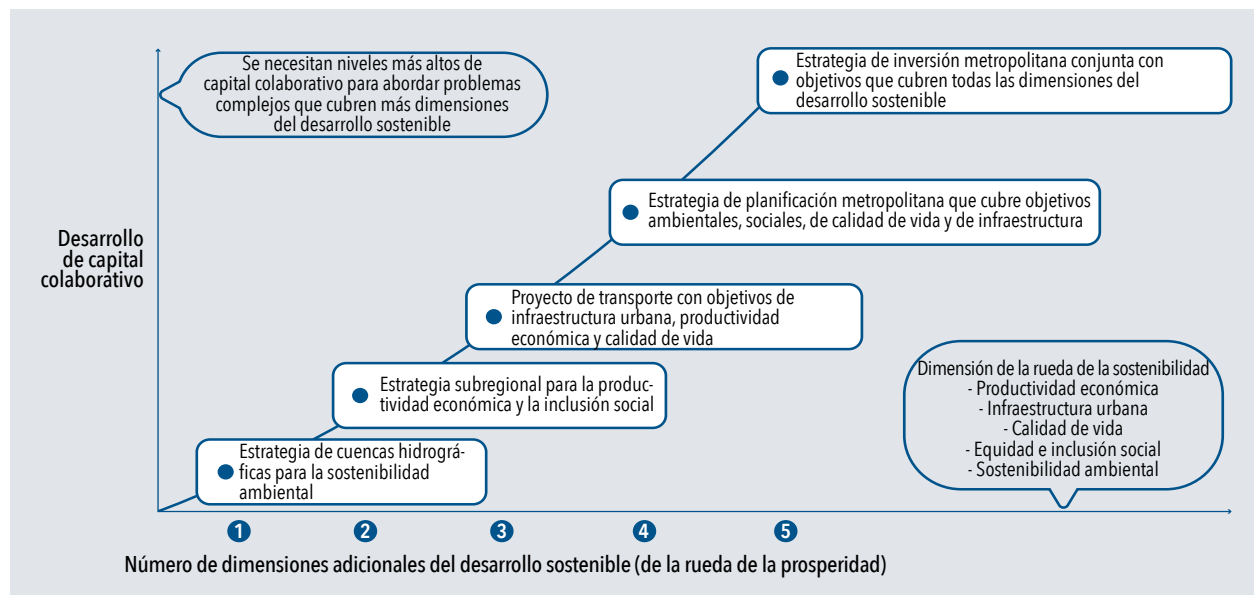 Se necesitan niveles más altos de
capital colaborativo para abordar problemas
complejos que cubren más dimensiones
del desarrollo sostenible
Estrategia de inversión metropolitana conjunta con
objetivos que cubren todas las dimensiones del
desarrollo sostenible
Estrategia de planificación metropolitana que cubre objetivos
ambientales, sociales, de calidad de vida y de infraestructura
Desarrollo
de capital
colaborativo
Proyecto de transporte con objetivos de
infraestructura urbana, productividad
económica y calidad de vida
Estrategia subregional para la produc-
tividad económica y la inclusión social
Estrategia de cuencas hidrográ-
ficas para la sostenibilidad
ambiental
Dimensión de la rueda de la sostenibilidad
- Productividad económica
- Infraestructura urbana
- Calidad de vida
- Equidad e inclusión social
- Sostenibilidad ambiental
1 2 3 4 5
Número de dimensiones adicionales del desarrollo sostenible (de la rueda de la prosperidad)